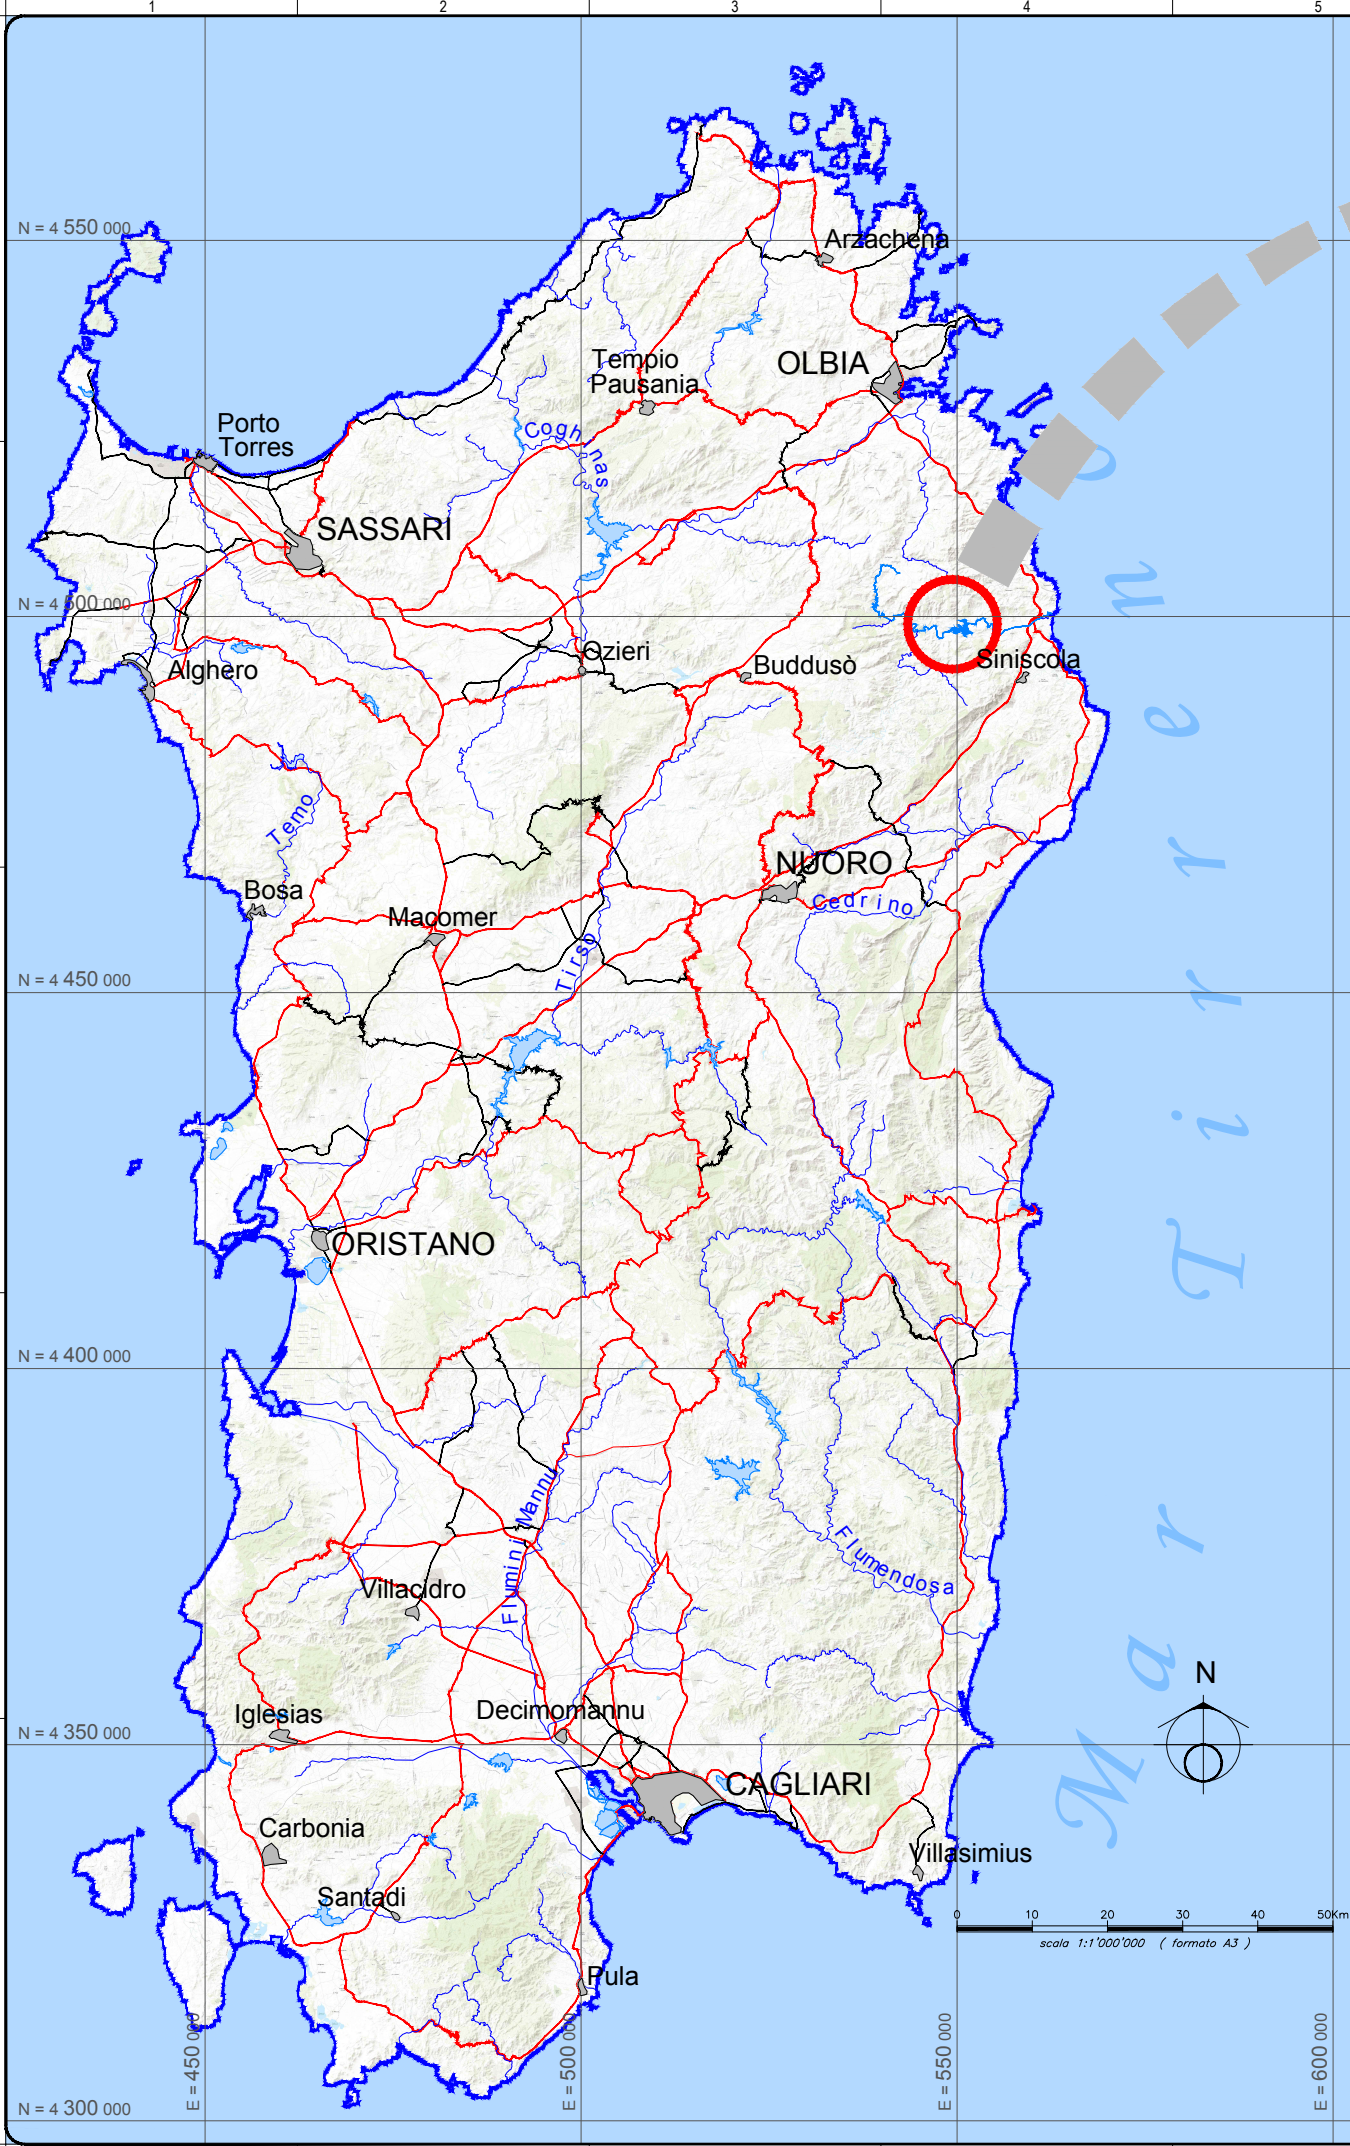 1
2
3
4
5
N = 4 550 000
Arzachena
Tempio
Pausania
OLBIA
Porto
Torres
Coghinas
SASSARI
N = 4 500 000
Ozieri
Buddusò
Siniscola
Alghero
Temo
NUORO
Cedrino
Bosa
Macomer
Tirso
N = 4 450 000
ORISTANO
Mar Tirreno
N = 4 400 000
Flumini Mannu
Flumendosa
Villacidro
N
Iglesias
Decimomannu
N = 4 350 000
CAGLIARI
Carbonia
Villasimius
Santadi
0 10 20 30 40 50Km
scala 1:1'000'000 ( formato A3 )
Pula
E = 450 000
E = 500 000
E = 550 000
E = 600 000
N = 4 300 000